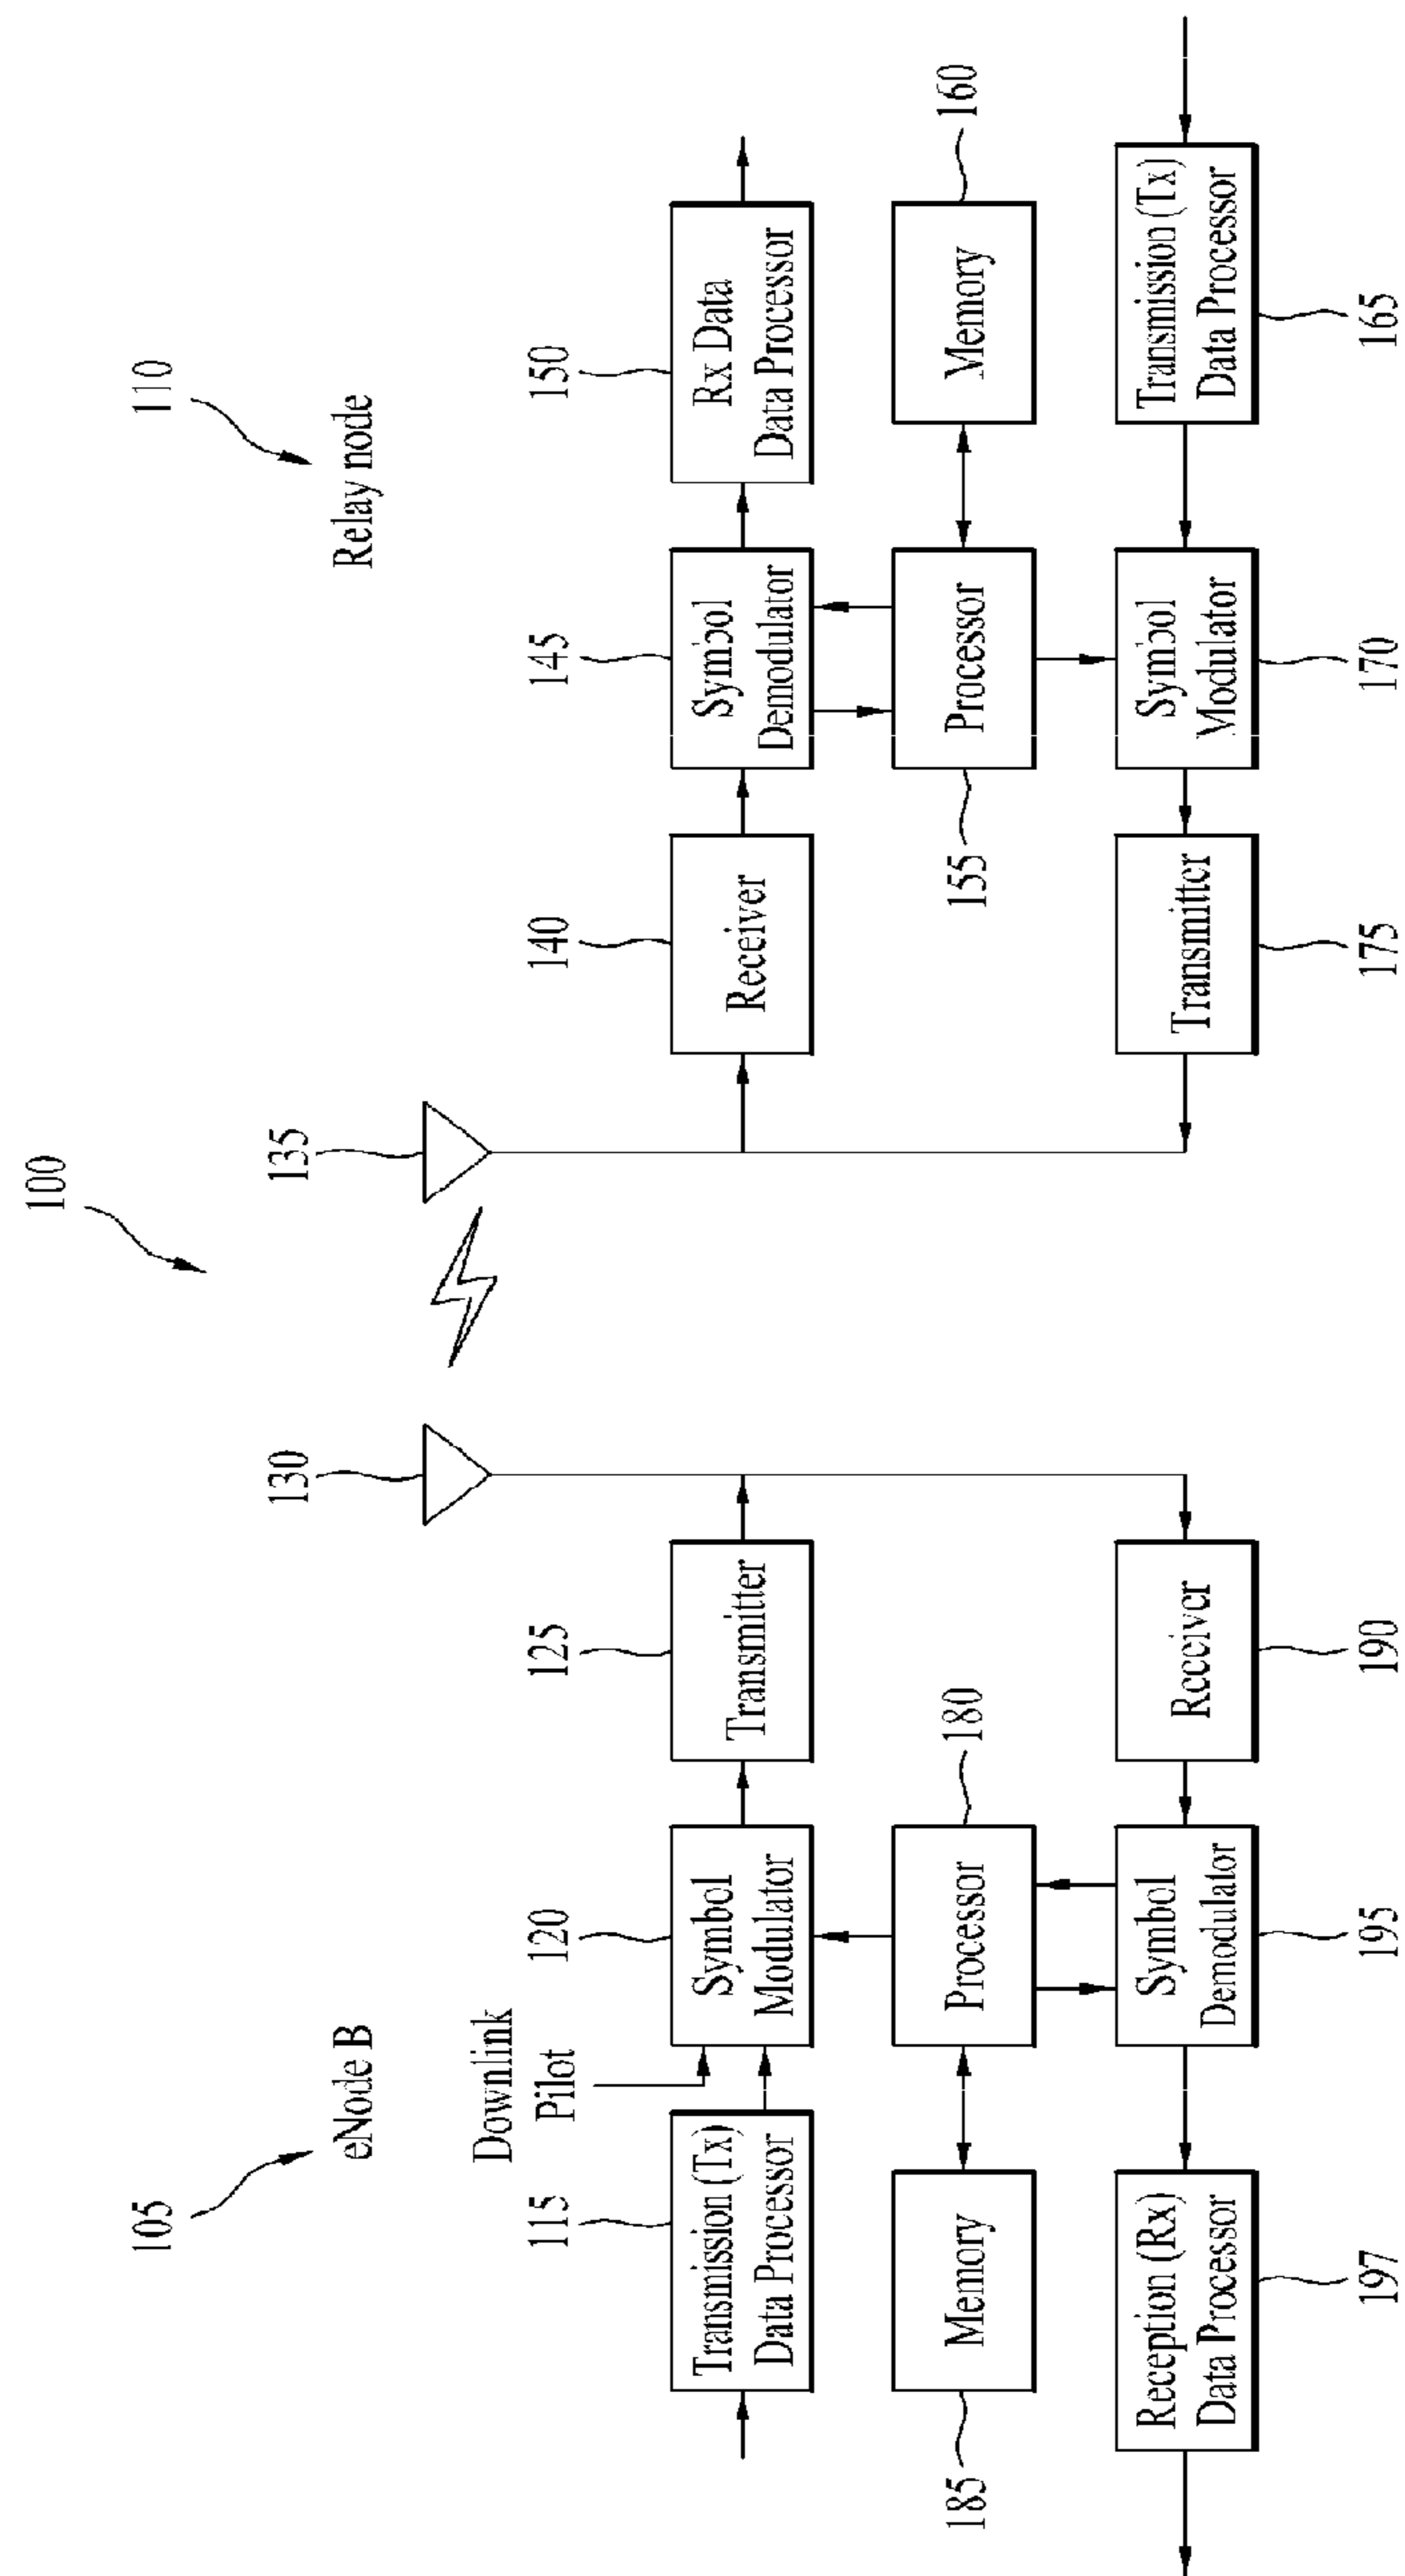 100
105
eNode B
110
Relay node
Downlink
Pilot
115
Transmission (Tx)
Data Processor
120
Symbol
Modulator
125
Transmitter
130
135
140
Receiver
145
Symbol
Demodulator
150
Rx Data
Data Processor
185
Memory
180
Processor
155
Processor
160
Memory
197
Reception (Rx)
Data Processor
195
Symbol
Demodulator
190
Receiver
175
Transmitter
170
Symbol
Modulator
165
Transmission (Tx)
Data Processor